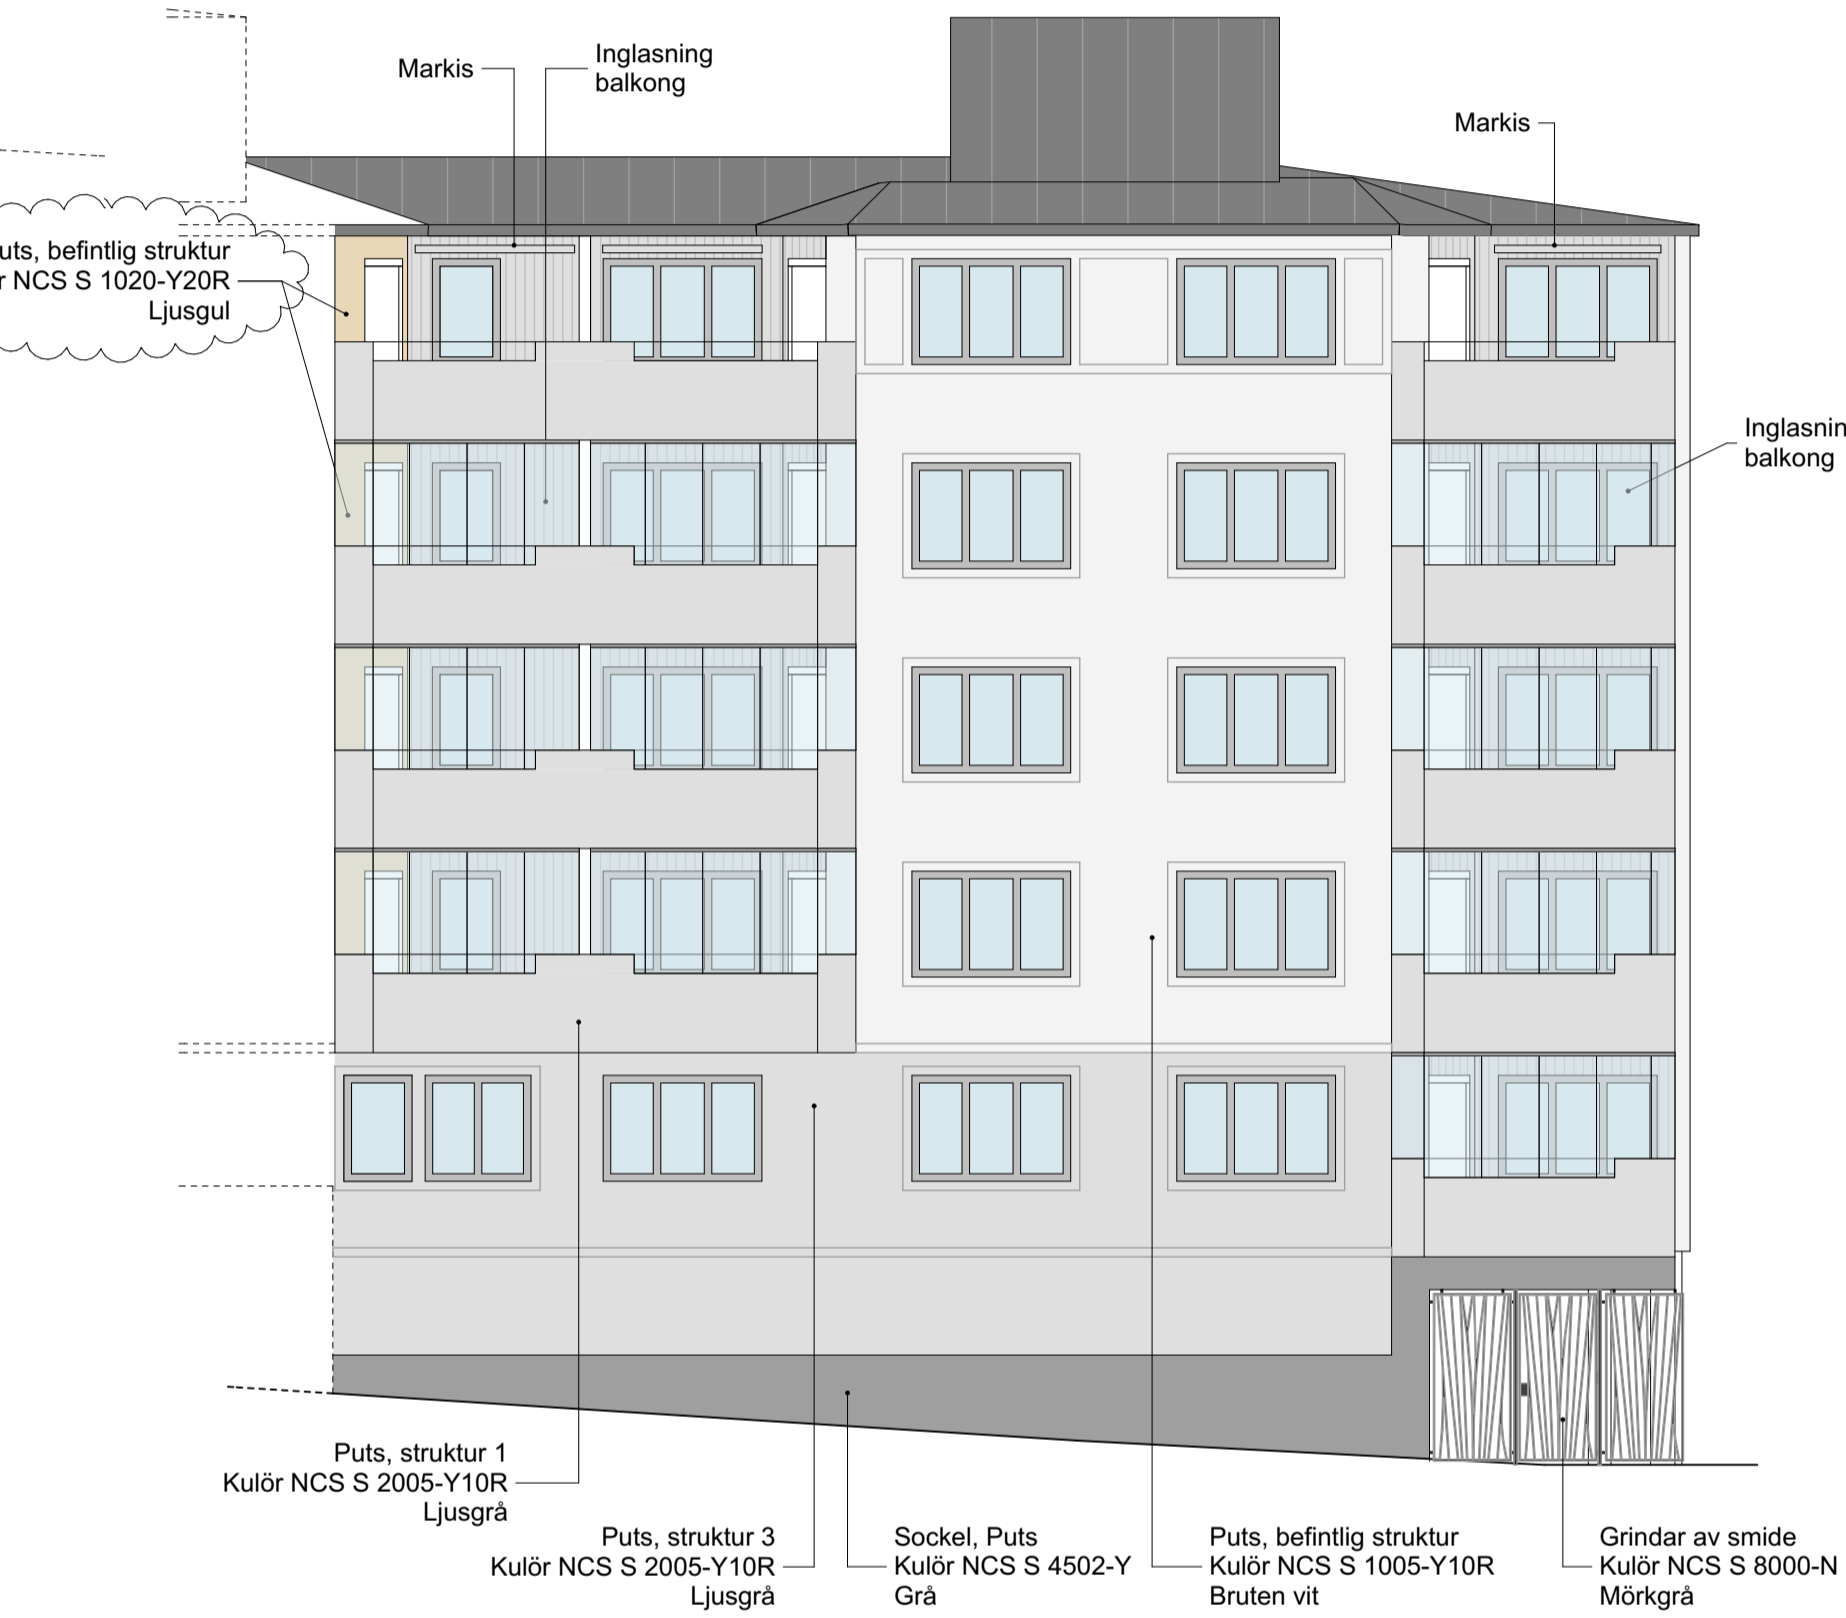 Markis
Inglasning
balkong
Markis
uts, befintlig struktur
r NCS S 1020-Y20R
Ljusgul
Inglasnin
balkong
Puts, struktur 1
Kulör NCS S 2005-Y10R
Ljusgrå
Puts, struktur 3
Kulör NCS S 2005-Y10R
Ljusgrå
Sockel, Puts
Kulör NCS S 4502-Y
Grå
Puts, befintlig struktur
Kulör NCS S 1005-Y10R
Bruten vit
Grindar av smide
Kulör NCS S 8000-N
Mörkgrå